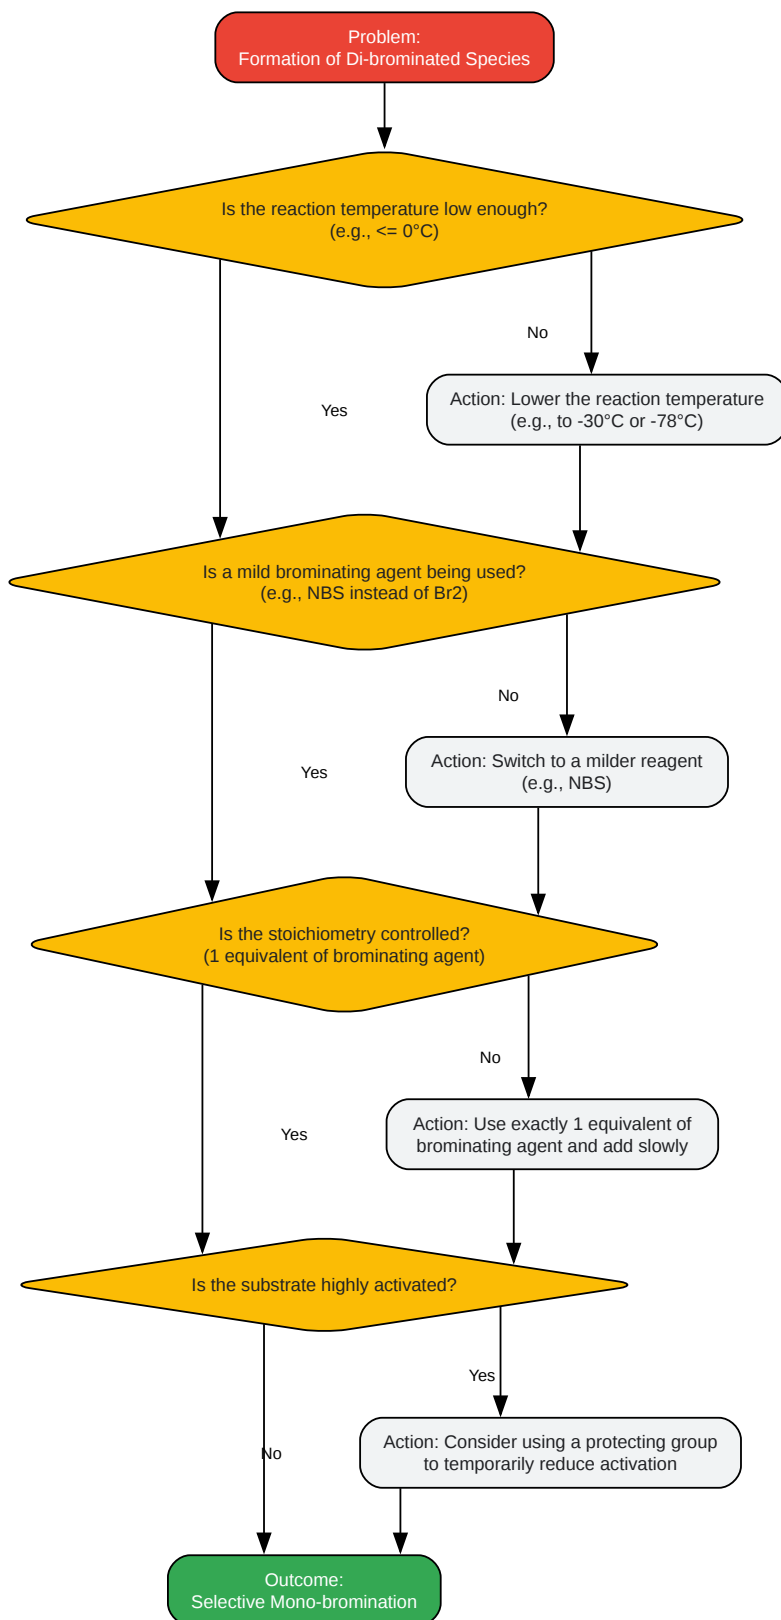 Problem:
Formation of Di-brominated Species
Is the reaction temperature low enough?
(e.g., <= 0°C)
No
Yes
Action: Lower the reaction temperature
(e.g., to -30°C or -78°C)
Is a mild brominating agent being used?
(e.g., NBS instead of Br2)
No
Yes
Action: Switch to a milder reagent
(e.g., NBS)
Is the stoichiometry controlled?
(1 equivalent of brominating agent)
No
Yes
Action: Use exactly 1 equivalent of
brominating agent and add slowly
Is the substrate highly activated?
Yes
No
Action: Consider using a protecting group
to temporarily reduce activation
Outcome:
Selective Mono-bromination